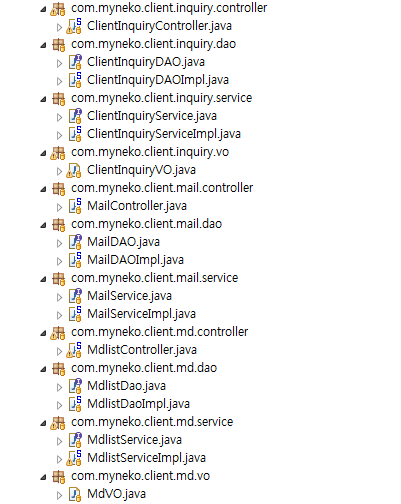 com.myneko.client.inquiry.controller
ClientInquiryController.java
com.myneko.client.inquiry.dao
ClientInquiryDAO.java
ClientInquiryDAOImpl.java
com.myneko.client.inquiry.service
ClientInquiryService.java
ClientInquiryServiceImpl.java
com.myneko.client.inquiry.vo
ClientInquiryVO.java
com.myneko.client.mail.controller
MailController.java
com.myneko.client.mail.dao
MailDAO.java
MailDAOImpl.java
com.myneko.client.mail.service
MailService.java
MailServiceImpl.java
com.myneko.client.md.controller
MdlistController.java
com.myneko.client.md.dao
MdlistDao.java
MdlistDaoImpl.java
com.myneko.client.md.service
MdlistService.java
MdlistServiceImpl.java
com.myneko.client.md.vo
MdVO.java